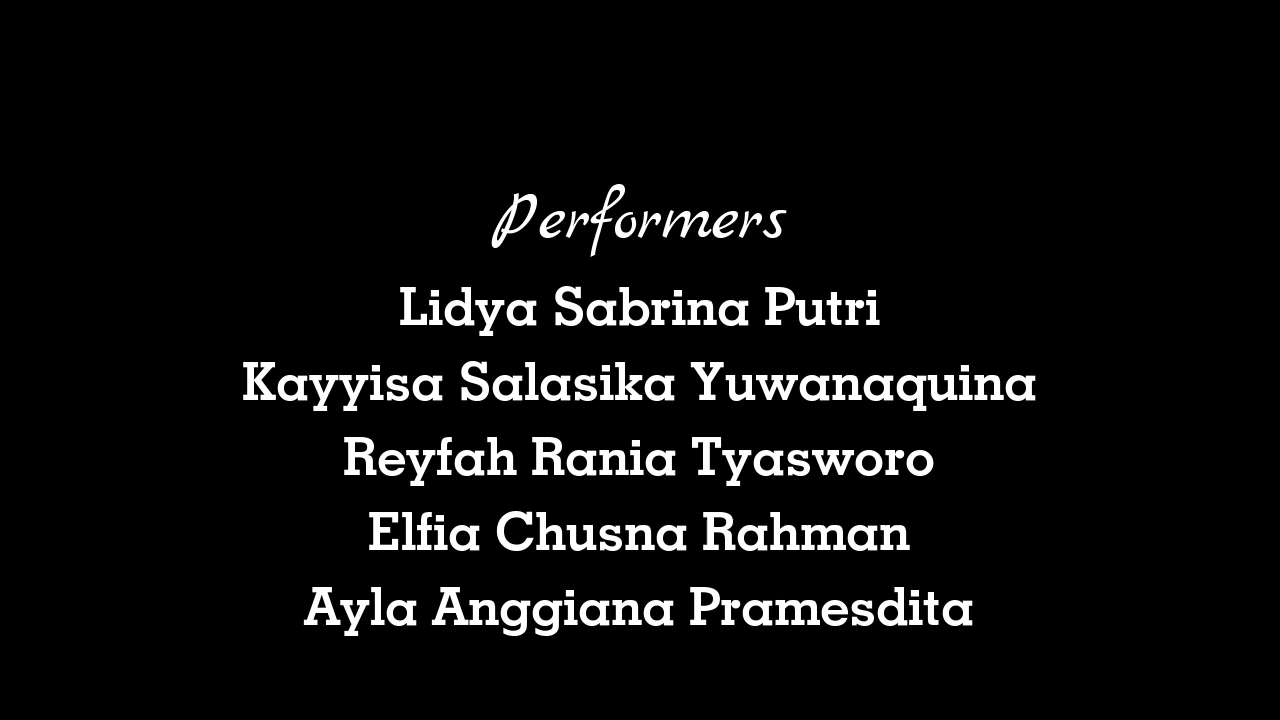 Performers
Lidya Sabrina Putri
Kayyisa Salasika Yuwanaquina
Reyfah Rania Tyasworo
Elfia Chusna Rahman
Ayla Anggiana Pramesdita